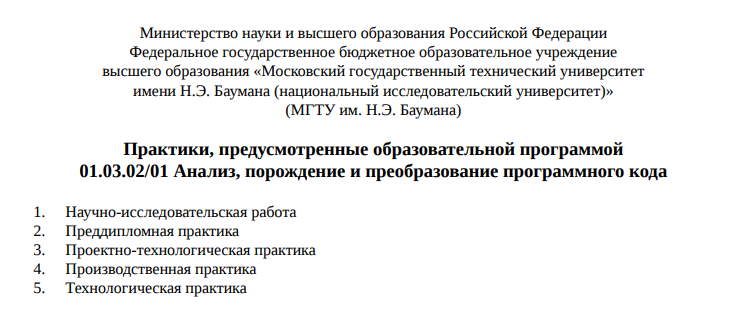 Министерство науки и высшего образования Российской Федерации
Федеральное государственное бюджетное образовательное учреждение
высшего образования «Московский государственный технический университет
имени Н.Э. Баумана (национальный исследовательский университет)»
(МГТУ им. Н.Э. Баумана)
Практики, предусмотренные образовательной программой
01.03.02/01 Анализ, порождение и преобразование программного кода
1. Научно-исследовательская работа
2. Преддипломная практика
3. Проектно-технологическая практика
4. Производственная практика
5. Технологическая практика